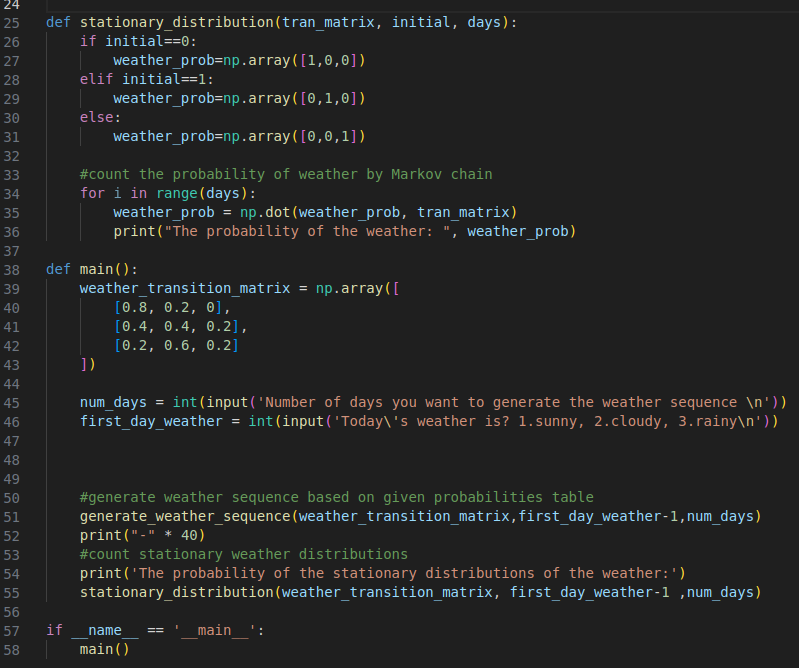 24
25 def stationary_distribution(tran_matrix, initial, days):
26     if initial==0:
27         weather_prob=np.array([1,0,0])
28     elif initial==1:
29         weather_prob=np.array([0,1,0])
30     else:
31         weather_prob=np.array([0,0,1])
32
33     #count the probability of weather by Markov chain
34     for i in range(days):
35         weather_prob = np.dot(weather_prob, tran_matrix)
36         print("The probability of the weather: ", weather_prob)
37
38 def main():
39     weather_transition_matrix = np.array([
40         [0.8, 0.2, 0],
41         [0.4, 0.4, 0.2],
42         [0.2, 0.6, 0.2]
43     ])
44
45     num_days = int(input('Number of days you want to generate the weather sequence \n'))
46     first_day_weather = int(input('Today\'s weather is? 1.sunny, 2.cloudy, 3.rainy\n'))
47
48
49
50     #generate weather sequence based on given probabilities table
51     generate_weather_sequence(weather_transition_matrix,first_day_weather-1,num_days)
52     print("-" * 40)
53     #count stationary weather distributions
54     print('The probability of the stationary distributions of the weather:')
55     stationary_distribution(weather_transition_matrix, first_day_weather-1 ,num_days)
56
57 if __name__ == '__main__':
58     main()